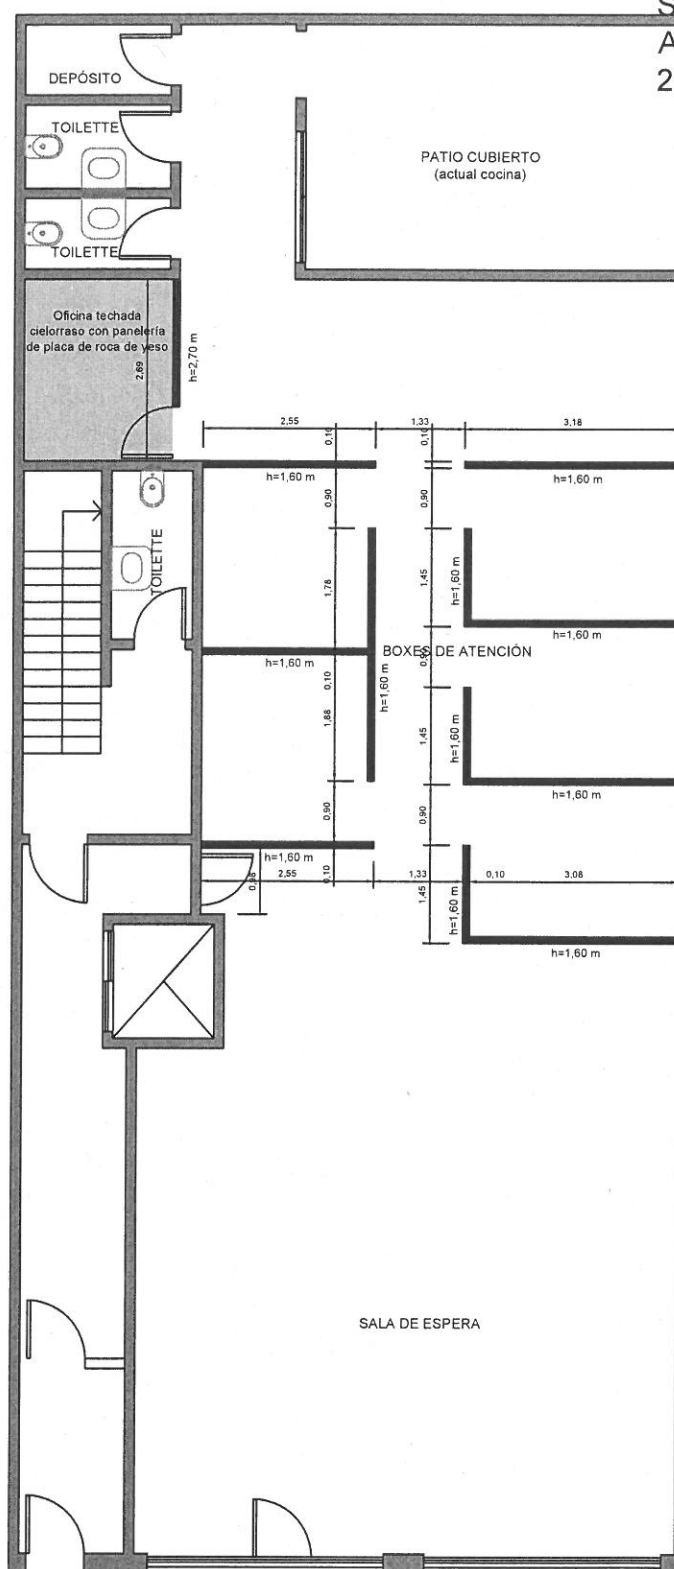 S
A
2
DEPÓSITO
TOILETTE
PATIO CUBIERTO
(actual cocina)
TOILETTE
Oficina techada
cielorraso con panelería
de placa de roca de yeso
2,69
h=2,70 m
2,55
1,33
3,18
0,10
0,10
h=1,60 m
h=1,60 m
0,90
0,90
TOILETTE
1,78
1,45
h=1,60 m
h=1,60 m
BOXES DE ATENCIÓN
h=1,60 m
h=1,60 m
0,10
1,88
1,45
h=1,60 m
h=1,60 m
0,90
0,90
h=1,60 m
0,98
2,55
0,10
1,33
1,45
0,10
3,08
h=1,60 m
h=1,60 m
SALA DE ESPERA